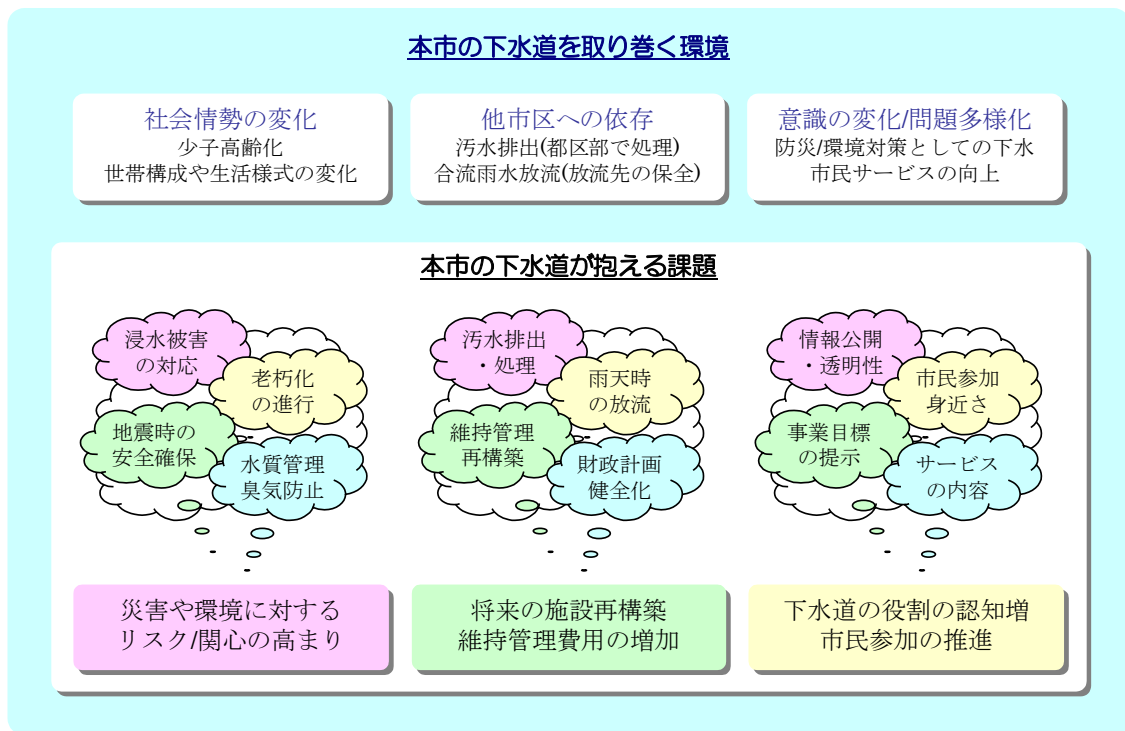 本市の下水道を取り巻く環境
社会情勢の変化
少子高齢化
世帯構成や生活様式の変化
他市区への依存
汚水排出(都区部で処理)
合流雨水放流(放流先の保全)
意識の変化/問題多様化
防災/環境対策としての下水
市民サービスの向上
本市の下水道が抱える課題
浸水被害
の対応
老朽化
の進行
地震時の
安全確保
水質管理
臭気防止
汚水排出
・処理
雨天時
の放流
維持管理
再構築
財政計画
健全化
情報公開
・透明性
市民参加
身近さ
事業目標
の提示
サービス
の内容
災害や環境に対する
リスク/関心の高まり
将来の施設再構築
維持管理費用の増加
下水道の役割の認知増
市民参加の推進